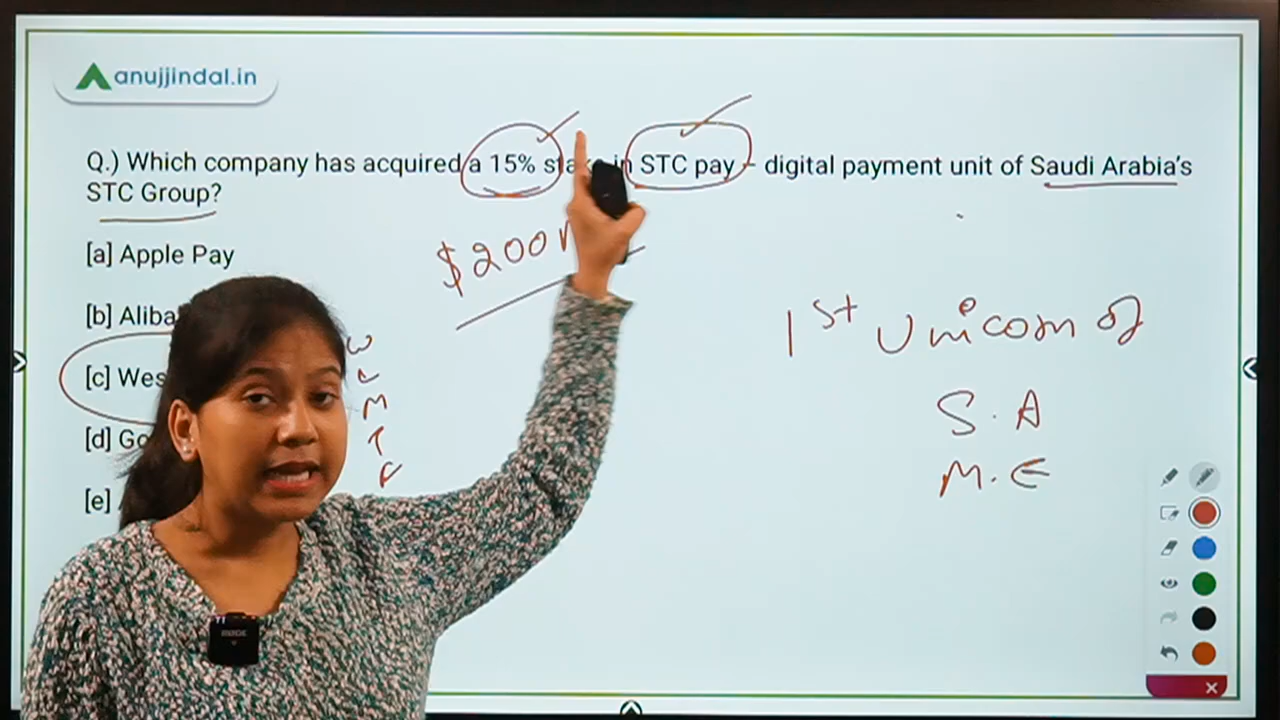 anujjindal.in
Q.) Which company has acquired a 15% stake in STC pay – digital payment unit of Saudi Arabia's
STC Group?
$200
[a] Apple Pay
[b] Aliba
1st Unicorn of
[c] Wes
S. A
[d] Go
M. E
[e]
W
M
T